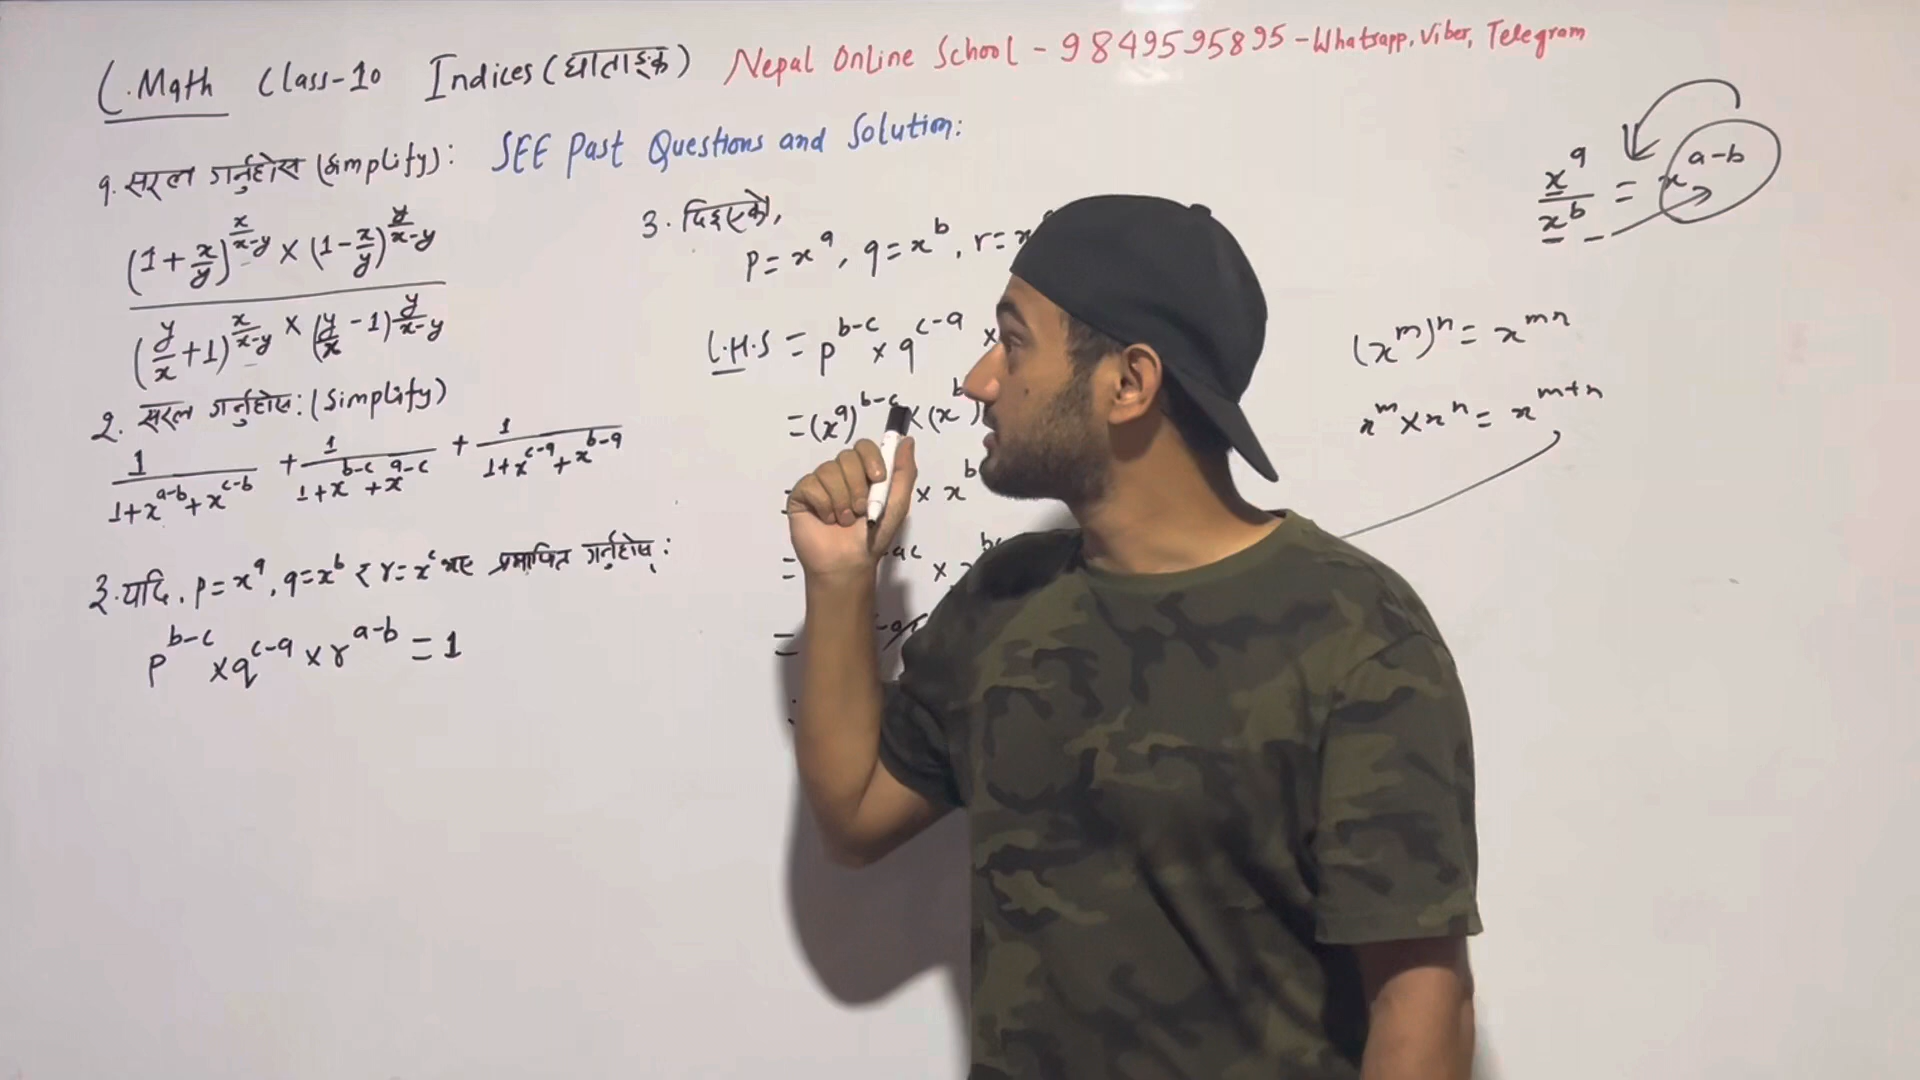 C.Math Class-10 Indices (घाताङ्क) Nepal Online School - 9849595895 - Whatsapp, Viber, Telegram
१. सरल गर्नुहोस (Simplify): SEE Past Questions and Solution:
(1+x/y)^(x/(x-y)) × (1-x/y)^(y/(x-y))
(y/x+1)^(x/(x-y)) × (y/x-1)^(y/(x-y))
२. सरल गर्नुहोस: (Simplify)
1/(1+x^(a-b)+x^(c-b)) + 1/(1+x^(b-c)+x^(a-c)) + 1/(1+x^(c-a)+x^(b-a))
३. यदि, p=x^a, q=x^b र r=x^c भए प्रमाणित गर्नुहोस्:
p^(b-c) × q^(c-a) × r^(a-b) = 1
3. दिइएको,
p=x^a, q=x^b, r=x
L.H.S = p^(b-c) × q^(c-a) ×
= (x^a)^(b-c) × (x^b)
× x^b
=
ac × x^bc
=
x^a/x^b = x^(a-b)
(x^m)^n = x^(mn)
x^m × x^n = x^(m+n)